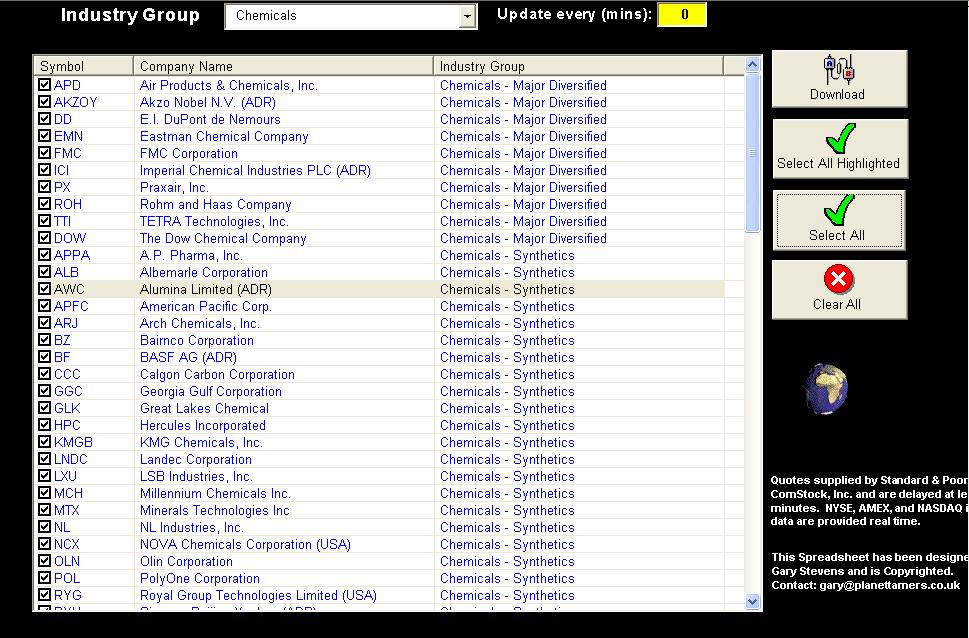 Industry Group Chemicals Update every (mins): 0
Symbol Company Name Industry Group
APD Air Products & Chemicals, Inc. Chemicals - Major Diversified
AKZOY Akzo Nobel N.V. (ADR) Chemicals - Major Diversified
DD E.I. DuPont de Nemours Chemicals - Major Diversified
EMN Eastman Chemical Company Chemicals - Major Diversified
FMC FMC Corporation Chemicals - Major Diversified
ICI Imperial Chemical Industries PLC (ADR) Chemicals - Major Diversified
PX Praxair, Inc. Chemicals - Major Diversified
ROH Rohm and Haas Company Chemicals - Major Diversified
TTI TETRA Technologies, Inc. Chemicals - Major Diversified
DOW The Dow Chemical Company Chemicals - Major Diversified
APPA A.P. Pharma, Inc. Chemicals - Synthetics
ALB Albemarle Corporation Chemicals - Synthetics
AWC Alumina Limited (ADR) Chemicals - Synthetics
APFC American Pacific Corp. Chemicals - Synthetics
ARJ Arch Chemicals, Inc. Chemicals - Synthetics
BZ Bairnco Corporation Chemicals - Synthetics
BF BASF AG (ADR) Chemicals - Synthetics
CCC Calgon Carbon Corporation Chemicals - Synthetics
GGC Georgia Gulf Corporation Chemicals - Synthetics
GLK Great Lakes Chemical Chemicals - Synthetics
HPC Hercules Incorporated Chemicals - Synthetics
KMGB KMG Chemicals, Inc. Chemicals - Synthetics
LNDC Landec Corporation Chemicals - Synthetics
LXU LSB Industries, Inc. Chemicals - Synthetics
MCH Millennium Chemicals Inc. Chemicals - Synthetics
MTX Minerals Technologies Inc Chemicals - Synthetics
NL NL Industries, Inc. Chemicals - Synthetics
NCX NOVA Chemicals Corporation (USA) Chemicals - Synthetics
OLN Olin Corporation Chemicals - Synthetics
POL PolyOne Corporation Chemicals - Synthetics
RYG Royal Group Technologies Limited (USA) Chemicals - Synthetics
Download
Select All Highlighted
Select All
Clear All
Quotes supplied by Standard & Poor
ComStock, Inc. and are delayed at le
minutes. NYSE, AMEX, and NASDAQ i
data are provided real time.
This Spreadsheet has been designe
Gary Stevens and is Copyrighted.
Contact: gary@planettamers.co.uk